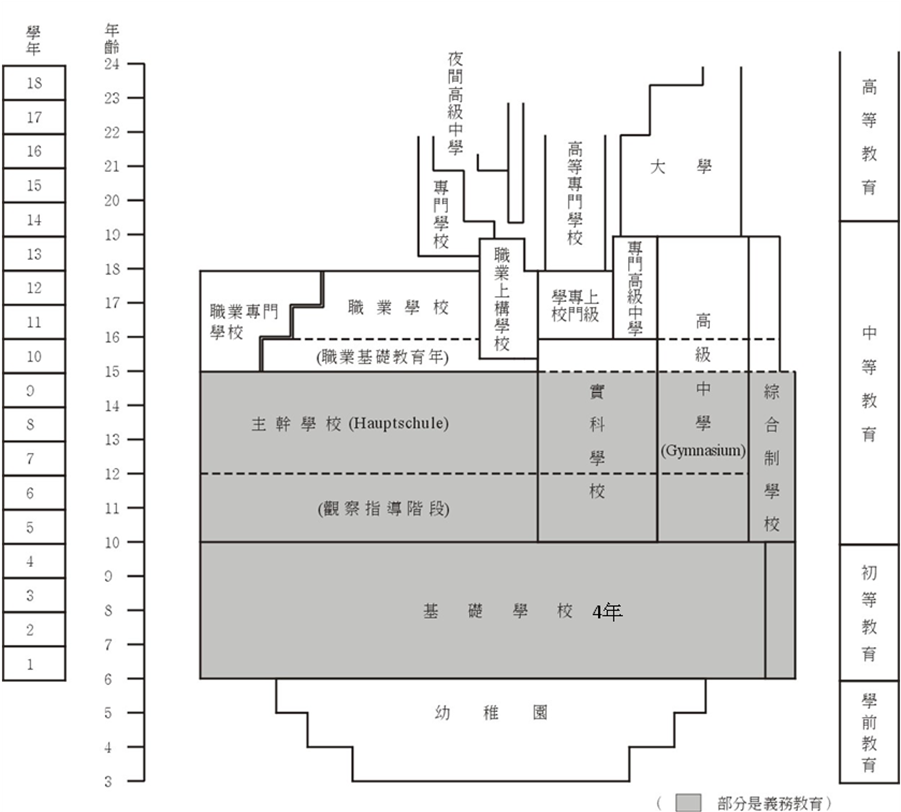 學年
18
17
16
15
14
13
12
11
10
9
8
7
6
5
4
3
2
1
年齡
24
23
22
21
20
19
18
17
16
15
14
13
12
11
10
9
8
7
6
5
4
3
夜間高級中學
專門學校
高等專門學校
大學
職業上構學校
專門高級中學
職業專門
學校
職業學校
(職業基礎教育年)
學專上
校門級
高級中學
(Gymnasium)
主幹學校(Hauptschule)
(觀察指導階段)
實科學校
綜合制學校
基礎學校 4年
幼稚園
高等教育
中等教育
初等教育
學前教育
( 部分是義務教育)